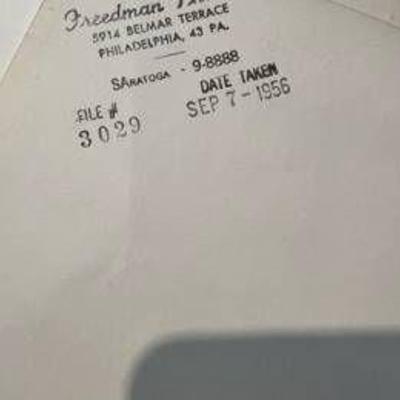 Freedman
5914 BELMAR TERRACE
PHILADELPHIA, 43 PA.
SARATOGA - 9-8888
FILE #
3029
DATE TAKEN
SEP 7 - 1956